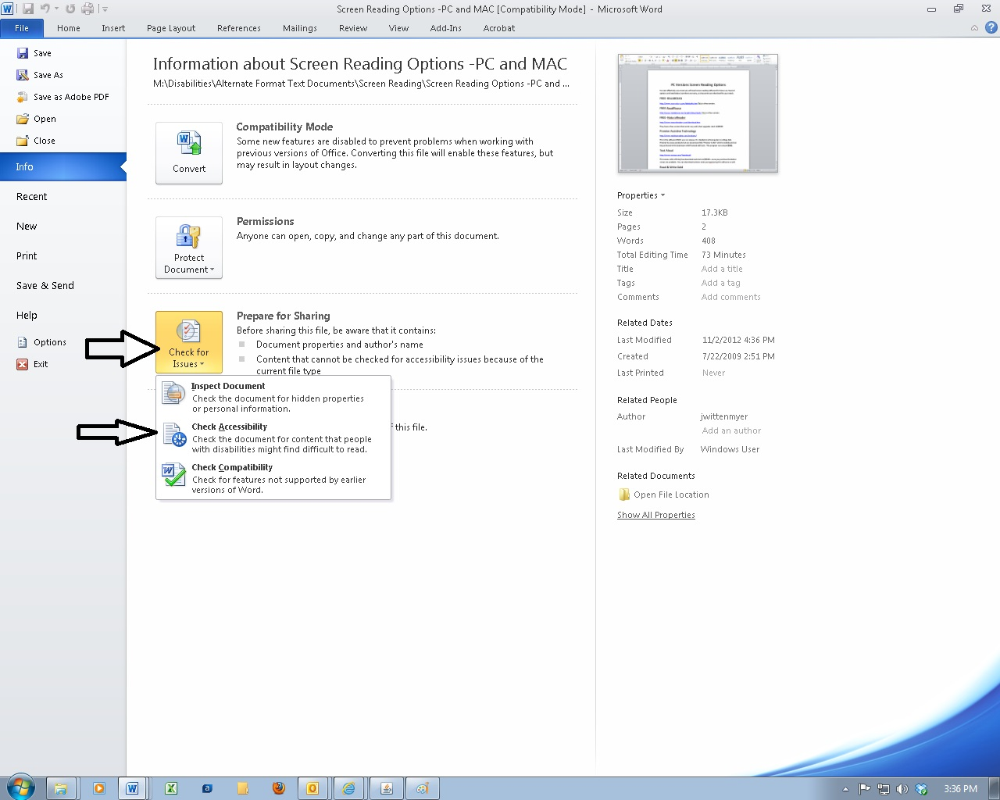 Screen Reading Options -PC and MAC [Compatibility Mode] - Microsoft Word
File Home Insert Page Layout References Mailings Review View Add-Ins Acrobat
Save
Save As
Save as Adobe PDF
Open
Close
Info
Recent
New
Print
Save & Send
Help
Options
Exit
Information about Screen Reading Options -PC and MAC
M:\Disabilities\Alternate Format Text Documents\Screen Reading\Screen Reading Options -PC and ...
Convert
Compatibility Mode
Some new features are disabled to prevent problems when working with
previous versions of Office. Converting this file will enable these features, but
may result in layout changes.
Protect
Document
Permissions
Anyone can open, copy, and change any part of this document.
Check for
Issues
Prepare for Sharing
Before sharing this file, be aware that it contains:
Document properties and author's name
Content that cannot be checked for accessibility issues because of the
current file type
Inspect Document
Check the document for hidden properties
or personal information.
Check Accessibility
Check the document for content that people
with disabilities might find difficult to read.
Check Compatibility
Check for features not supported by earlier
versions of Word.
this file.
PC Versions Screen Reading Options
Properties
Size 17.3KB
Pages 2
Words 408
Total Editing Time 73 Minutes
Title Add a title
Tags Add a tag
Comments Add comments
Related Dates
Last Modified 11/2/2012 4:36 PM
Created 7/22/2009 2:51 PM
Last Printed Never
Related People
Author jwittenmyer
Add an author
Last Modified By Windows User
Related Documents
Open File Location
Show All Properties
3:36 PM